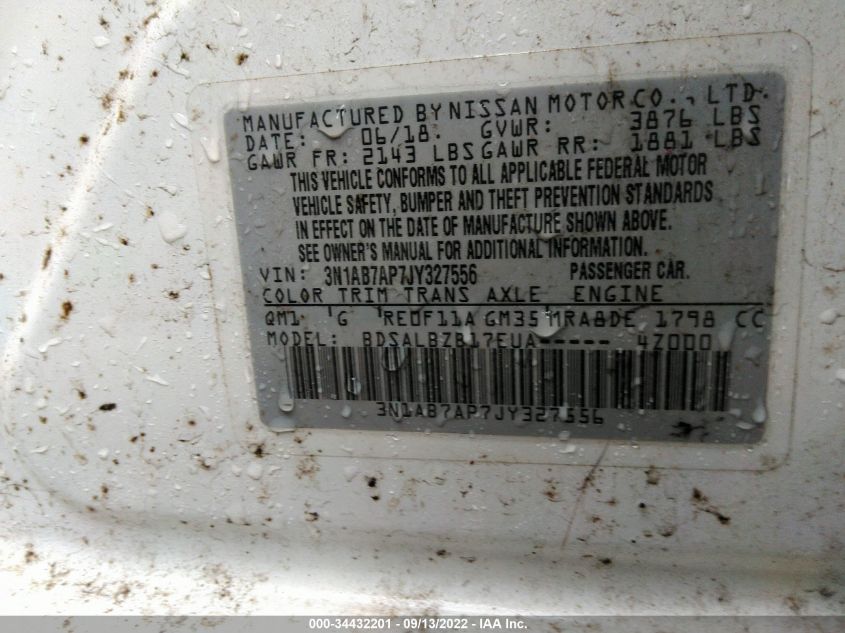 MANUFACTURED BY NISSAN MOTOR CO., LTD.
DATE: 06/18 GVWR: 3876 LBS
GAWR FR: 2143 LBS GAWR RR: 1881 LBS
THIS VEHICLE CONFORMS TO ALL APPLICABLE FEDERAL MOTOR
VEHICLE SAFETY, BUMPER AND THEFT PREVENTION STANDARDS
IN EFFECT ON THE DATE OF MANUFACTURE SHOWN ABOVE.
SEE OWNER'S MANUAL FOR ADDITIONAL INFORMATION.
VIN: 3N1AB7AP7JY327556 PASSENGER CAR.
COLOR TRIM TRANS AXLE ENGINE
QM1 G RE0F11A GM35 MRA8DE 1798 CC
MODEL: BDSALBZB17EUA---- 4Z000
3N1AB7AP7JY327556
000-34432201 - 09/13/2022 - IAA Inc.